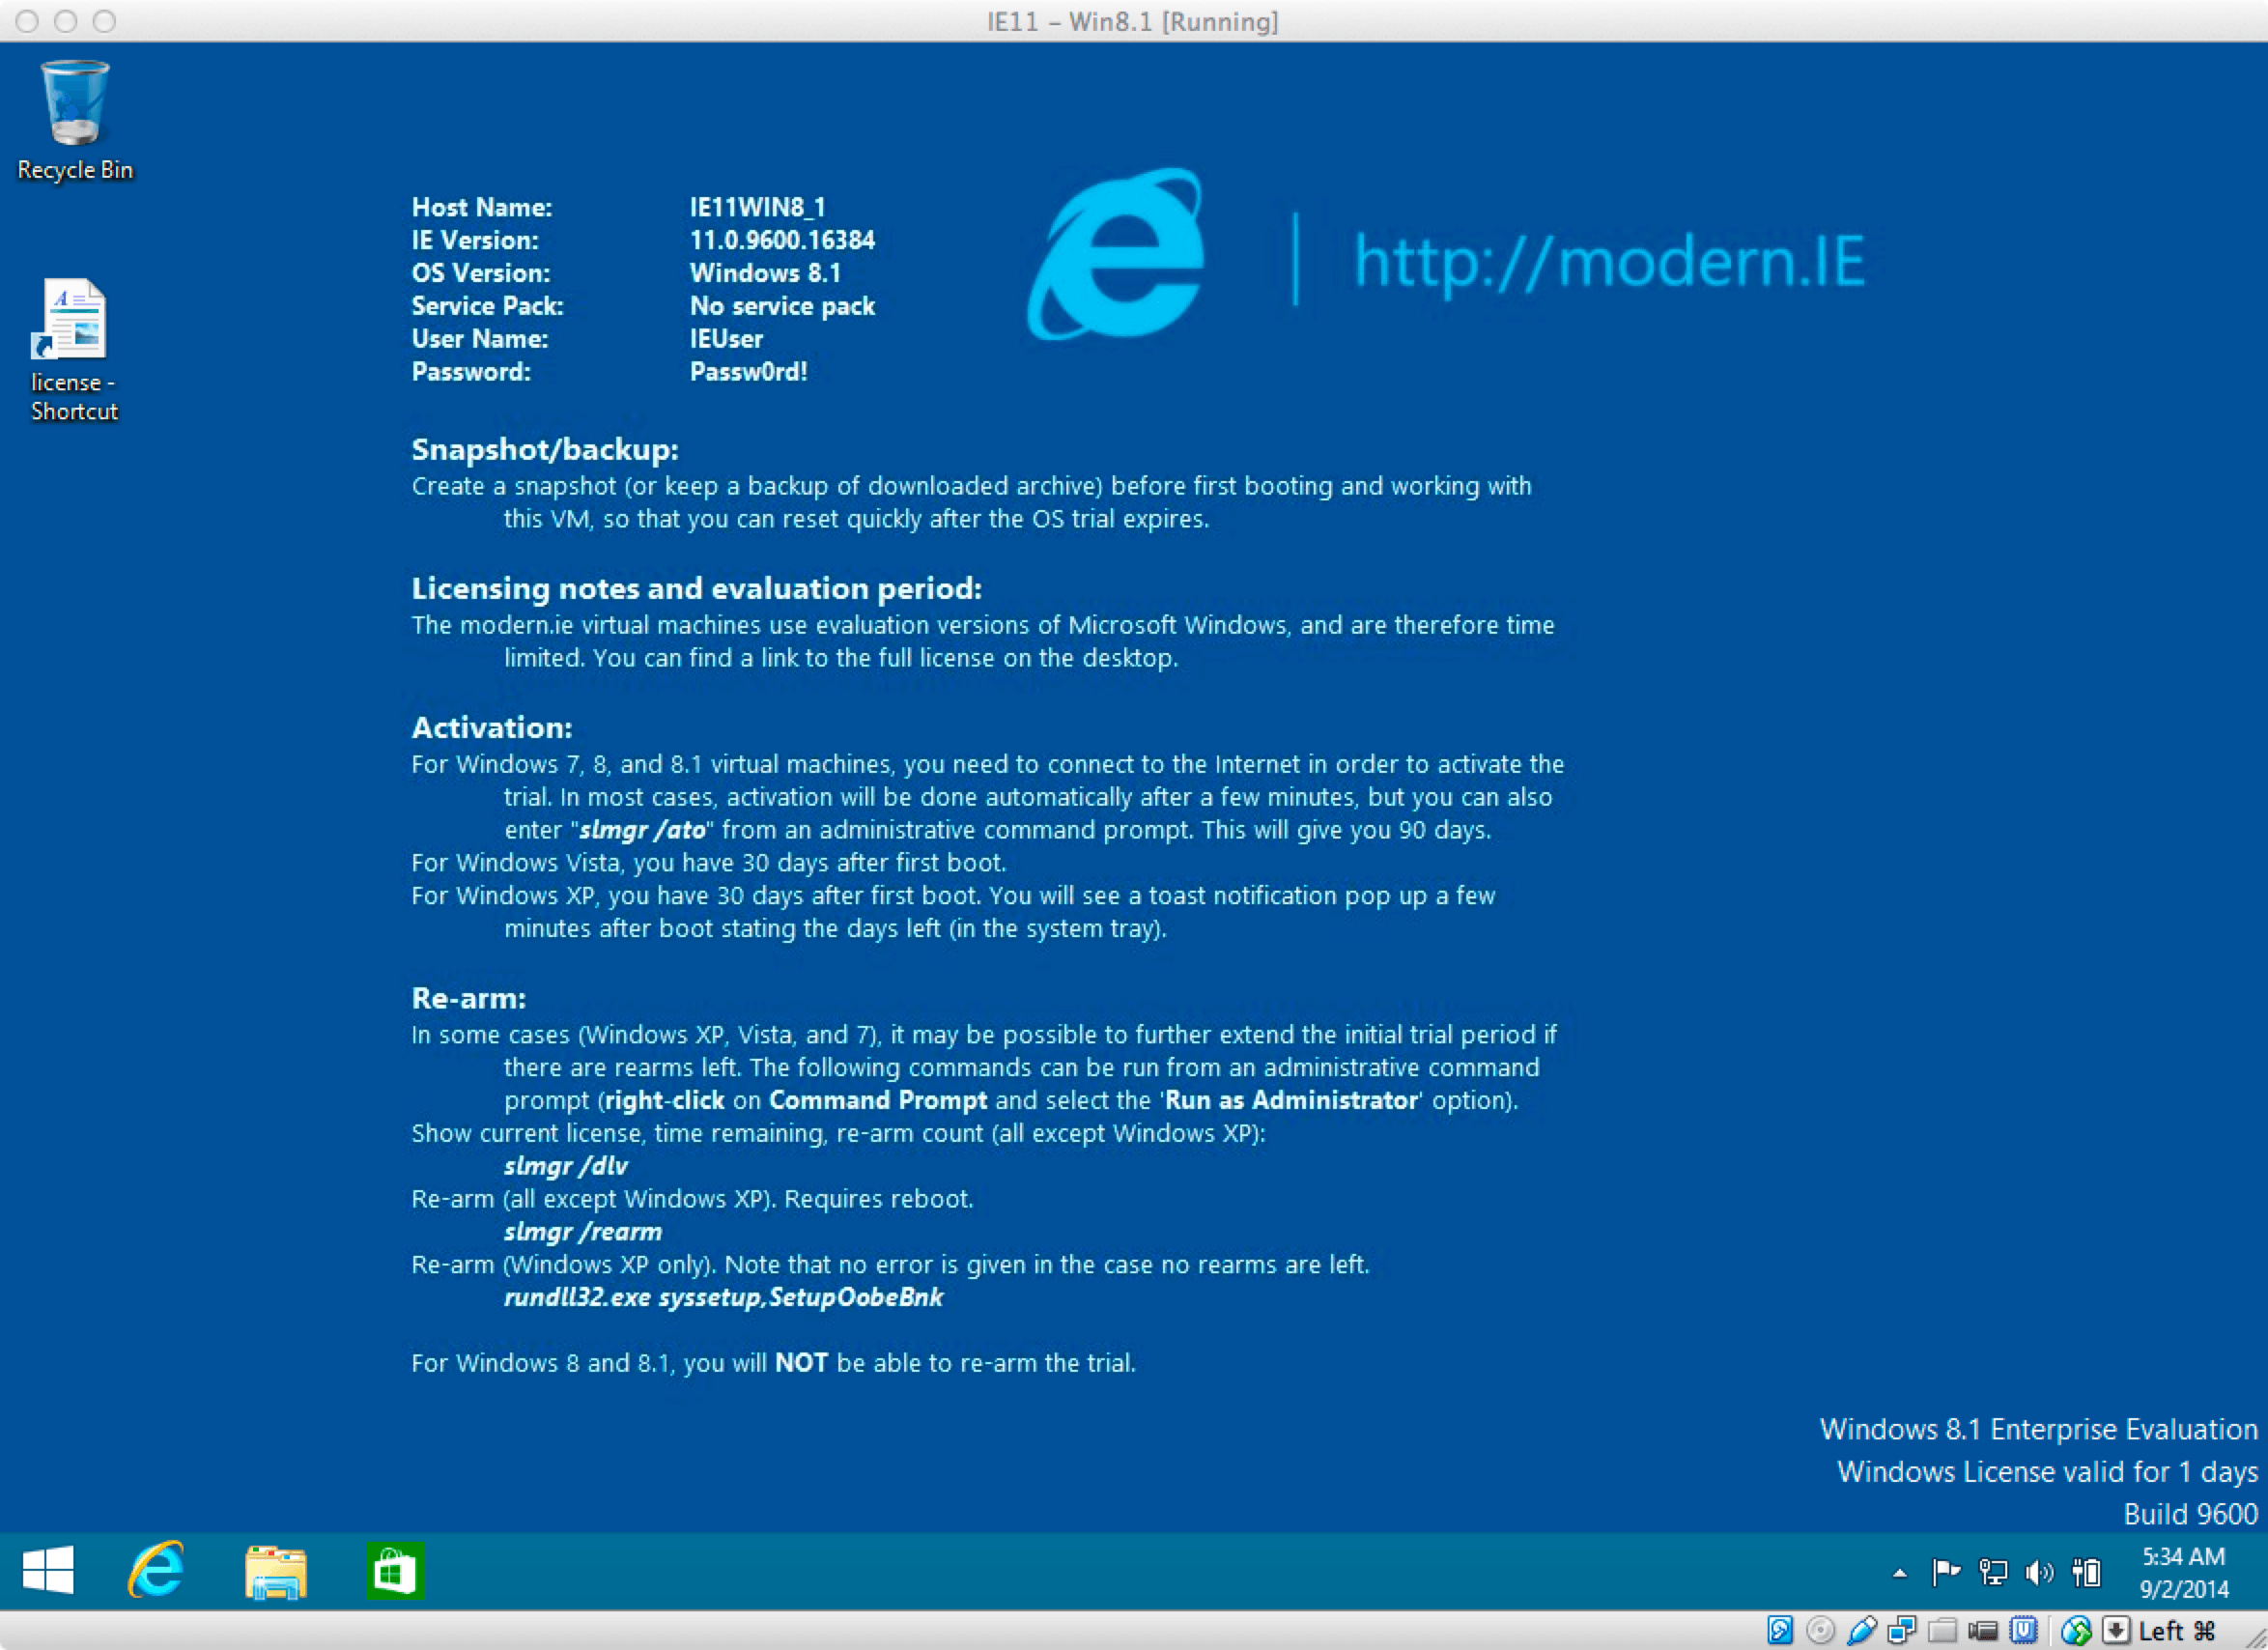 IE11 – Win8.1 [Running]
Recycle Bin
license -
Shortcut
Host Name: IE11WIN8_1
IE Version: 11.0.9600.16384
OS Version: Windows 8.1
Service Pack: No service pack
User Name: IEUser
Password: Passw0rd!
http://modern.IE
Snapshot/backup:
Create a snapshot (or keep a backup of downloaded archive) before first booting and working with
this VM, so that you can reset quickly after the OS trial expires.
Licensing notes and evaluation period:
The modern.ie virtual machines use evaluation versions of Microsoft Windows, and are therefore time
limited. You can find a link to the full license on the desktop.
Activation:
For Windows 7, 8, and 8.1 virtual machines, you need to connect to the Internet in order to activate the
trial. In most cases, activation will be done automatically after a few minutes, but you can also
enter "slmgr /ato" from an administrative command prompt. This will give you 90 days.
For Windows Vista, you have 30 days after first boot.
For Windows XP, you have 30 days after first boot. You will see a toast notification pop up a few
minutes after boot stating the days left (in the system tray).
Re-arm:
In some cases (Windows XP, Vista, and 7), it may be possible to further extend the initial trial period if
there are rearms left. The following commands can be run from an administrative command
prompt (right-click on Command Prompt and select the 'Run as Administrator' option).
Show current license, time remaining, re-arm count (all except Windows XP):
slmgr /dlv
Re-arm (all except Windows XP). Requires reboot.
slmgr /rearm
Re-arm (Windows XP only). Note that no error is given in the case no rearms are left.
rundll32.exe syssetup,SetupOobeBnk
For Windows 8 and 8.1, you will NOT be able to re-arm the trial.
Windows 8.1 Enterprise Evaluation
Windows License valid for 1 days
Build 9600
5:34 AM
9/2/2014
Left ⌘